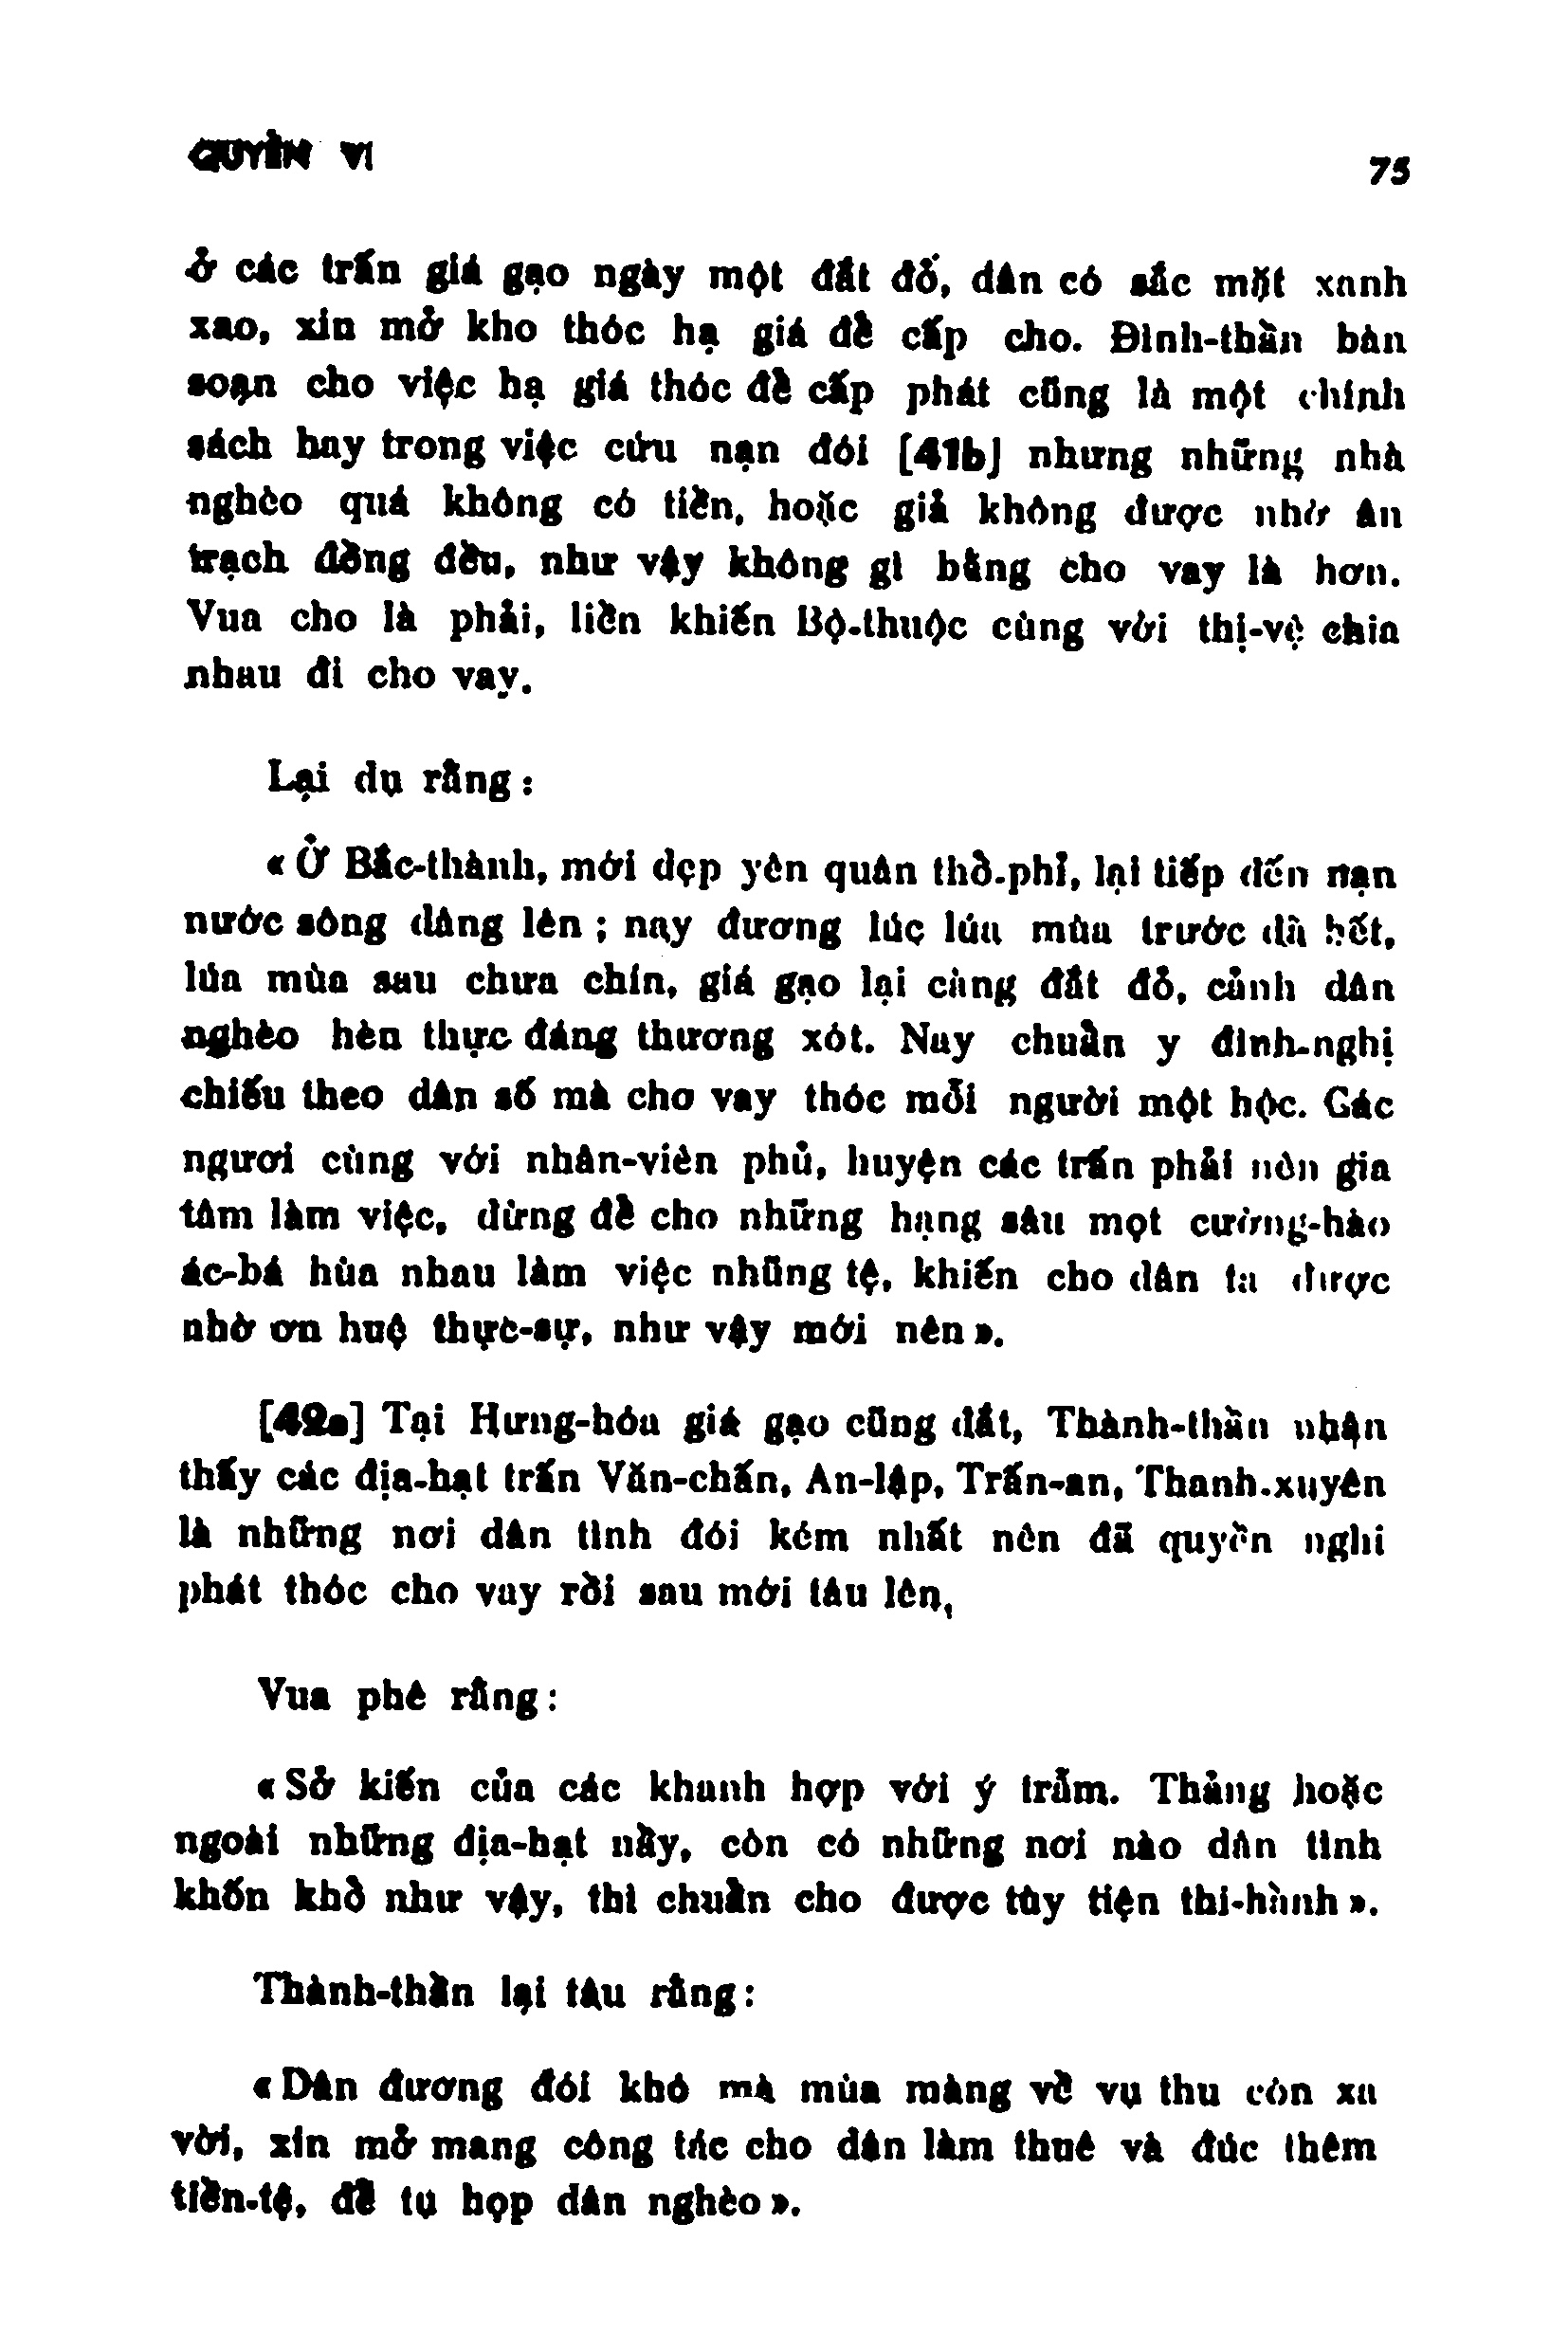 QUYỀN VI
75
ở các trấn giá gạo ngày một đắt đỏ, dân có sắc mặt xanh
xao, xin mở kho thóc hạ giá để cấp cho. Đình-thần bàn
soạn cho việc hạ giá thóc để cấp phát cũng là một chính
sách hay trong việc cứu nạn đói [41b] nhưng những nhà
nghèo quá không có tiền, hoặc giả không được nhờ ân
trạch đồng đều, như vậy không gì bằng cho vay là hơn.
Vua cho là phải, liền khiến Bộ-thuộc cùng với thị-vệ chia
nhau đi cho vay.
Lại dụ rằng :
« Ở Bắc-thành, mới dẹp yên quân thổ-phỉ, lại tiếp đến nạn
nước sông dâng lên ; nay đương lúc lúa mùa trước đã hết,
lúa mùa sau chưa chín, giá gạo lại càng đắt đỏ, cảnh dân
nghèo hèn thực đáng thương xót. Nay chuẩn y đình-nghị
chiếu theo dân số mà cho vay thóc mỗi người một hộc. Các
ngươi cùng với nhân-viên phủ, huyện các trấn phải nên gia
tâm làm việc, đừng để cho những hạng sâu mọt cường-hào
ác-bá hùa nhau làm việc nhũng tệ, khiến cho dân ta được
nhờ ơn huệ thực-sự, như vậy mới nên ».
[42a] Tại Hưng-hóa giá gạo cũng đắt, Thành-thần nhận
thấy các địa-hạt trấn Văn-chấn, An-lập, Trấn-an, Thanh-xuyên
là những nơi dân tình đói kém nhất nên đã quyền nghi
phát thóc cho vay rồi sau mới tâu lên,
Vua phê rằng :
« Sở kiến của các khanh hợp với ý trẫm. Thảng hoặc
ngoài những địa-hạt nầy, còn có những nơi nào dân tình
khốn khổ như vậy, thì chuẩn cho được tùy tiện thi-hành ».
Thành-thần lại tâu rằng :
« Dân đương đói khó mà mùa màng về vụ thu còn xa
vời, xin mở mang công tác cho dân làm thuê và đúc thêm
tiền-tệ, để tụ họp dân nghèo ».